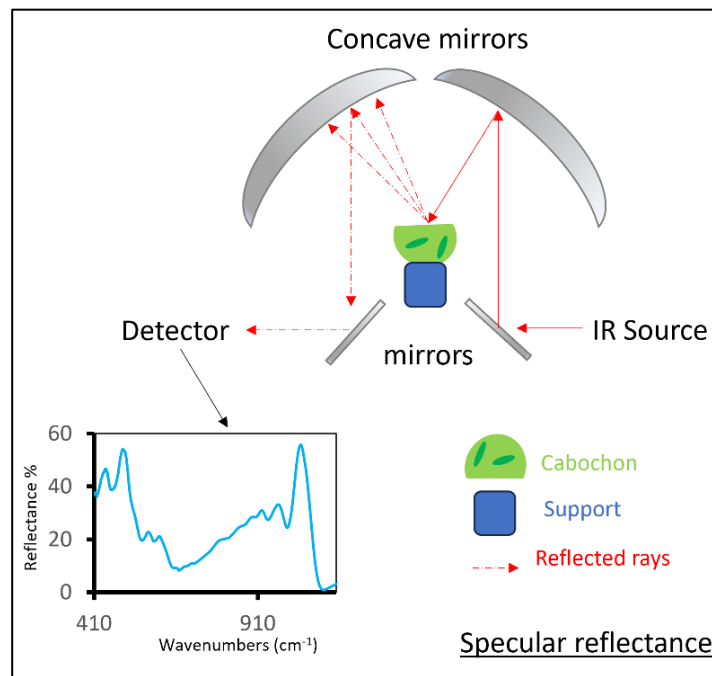 Concave mirrors
Detector
IR Source
mirrors
60
40
20
0
Reflectance %
410
910
Wavenumbers (cm⁻¹)
Cabochon
Support
Reflected rays
Specular reflectance